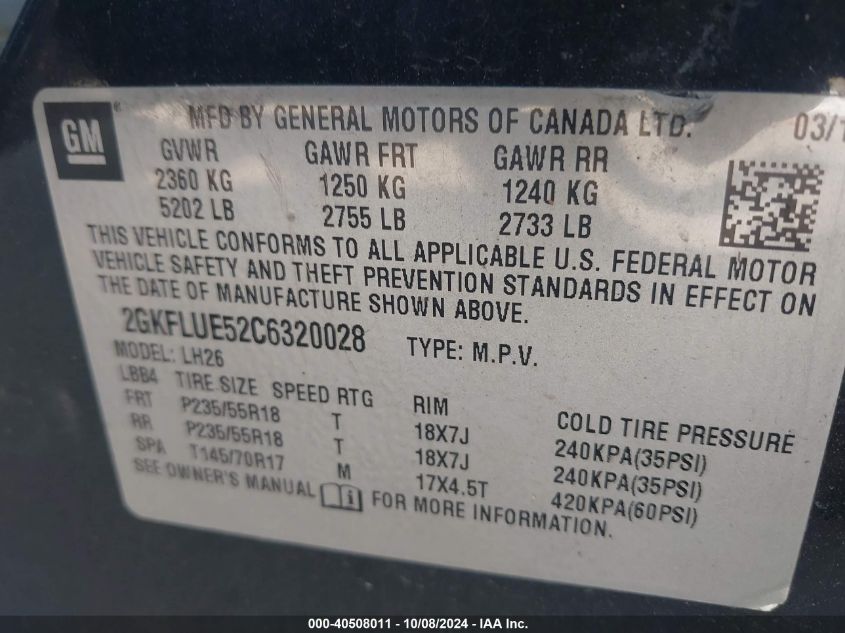 GM ® MFD BY GENERAL MOTORS OF CANADA LTD. 03/1
GVWR GAWR FRT GAWR RR
2360 KG 1250 KG 1240 KG
5202 LB 2755 LB 2733 LB
THIS VEHICLE CONFORMS TO ALL APPLICABLE U.S. FEDERAL MOTOR
VEHICLE SAFETY AND THEFT PREVENTION STANDARDS IN EFFECT ON
THE DATE OF MANUFACTURE SHOWN ABOVE.
2GKFLUE52C6320028 TYPE: M.P.V.
MODEL: LH26
LBB4 TIRE SIZE SPEED RTG RIM COLD TIRE PRESSURE
FRT P235/55R18 T 18X7J 240KPA(35PSI)
RR P235/55R18 T 18X7J 240KPA(35PSI)
SPA T145/70R17 M 17X4.5T 420KPA(60PSI)
SEE OWNER'S MANUAL i FOR MORE INFORMATION.
000-40508011 - 10/08/2024 - IAA Inc.